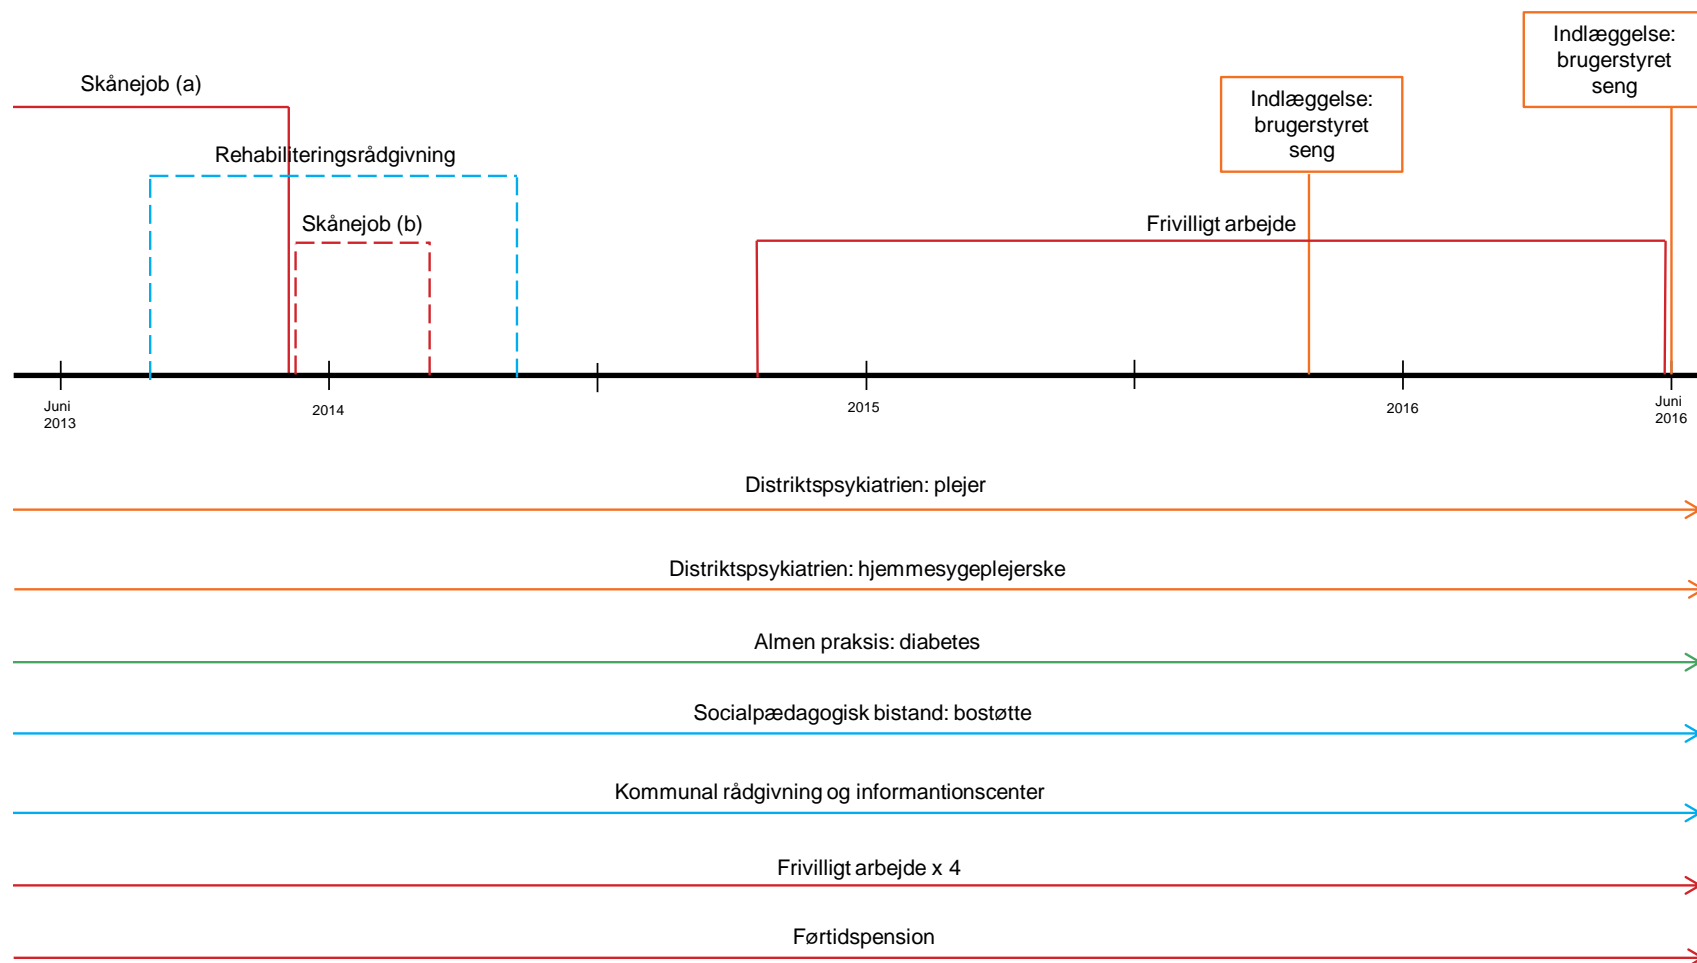 Indlæggelse:
brugerstyret
seng
Skånejob (a)
Indlæggelse:
brugerstyret
seng
Rehabiliteringsrådgivning
Skånejob (b)
Frivilligt arbejde
Juni
2013
2014
2015
2016
Juni
2016
Distriktspsykiatrien: plejer
Distriktspsykiatrien: hjemmesygeplejerske
Almen praksis: diabetes
Socialpædagogisk bistand: bostøtte
Kommunal rådgivning og informantionscenter
Frivilligt arbejde x 4
Førtidspension